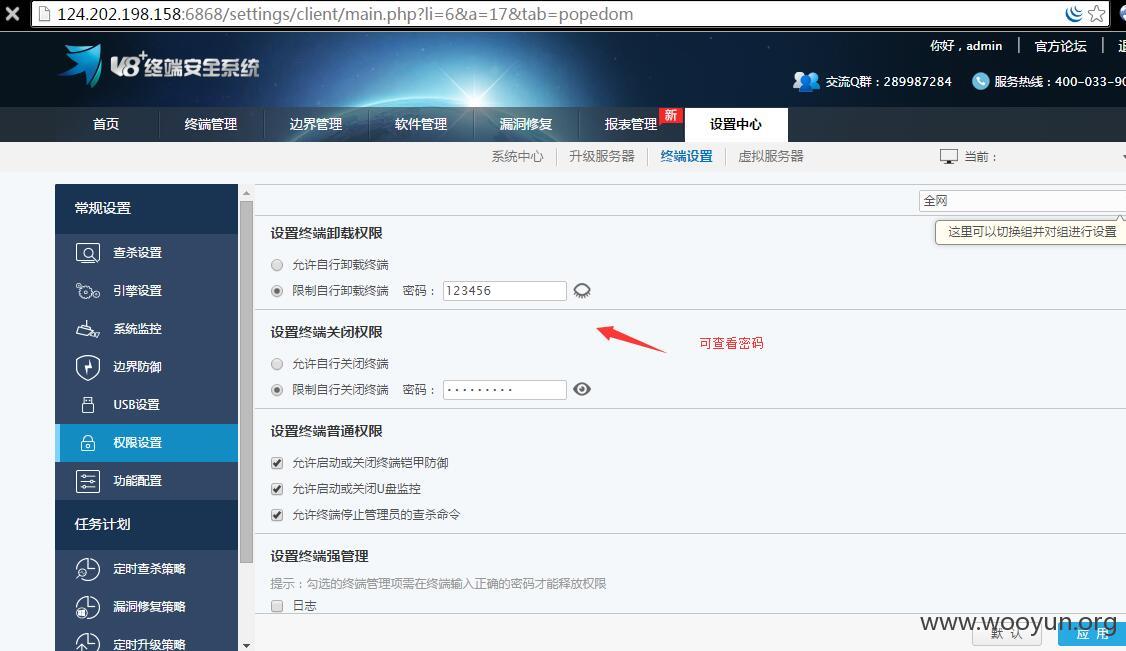 124.202.198.158:6868/settings/client/main.php?li=6&a=17&tab=popedom
你好，admin | 官方论坛 |
V8+终端安全系统
交流Q群：289987284 服务热线：400-033-90
首页 终端管理 边界管理 软件管理 漏洞修复 报表管理 新 设置中心
系统中心 升级服务器 终端设置 虚拟服务器 当前：
常规设置
全网
这里可以切换组并对组进行设置
查杀设置
引擎设置
系统监控
边界防御
USB设置
权限设置
功能配置
任务计划
定时查杀策略
漏洞修复策略
定时升级策略
设置终端卸载权限
允许自行卸载终端
限制自行卸载终端 密码： 123456
设置终端关闭权限
可查看密码
允许自行关闭终端
限制自行关闭终端 密码： ·········
设置终端普通权限
允许启动或关闭终端铠甲防御
允许启动或关闭U盘监控
允许终端停止管理员的查杀命令
设置终端强管理
提示：勾选的终端管理项需在终端输入正确的密码才能释放权限
日志
www.wooyun.org
默 认 应 用